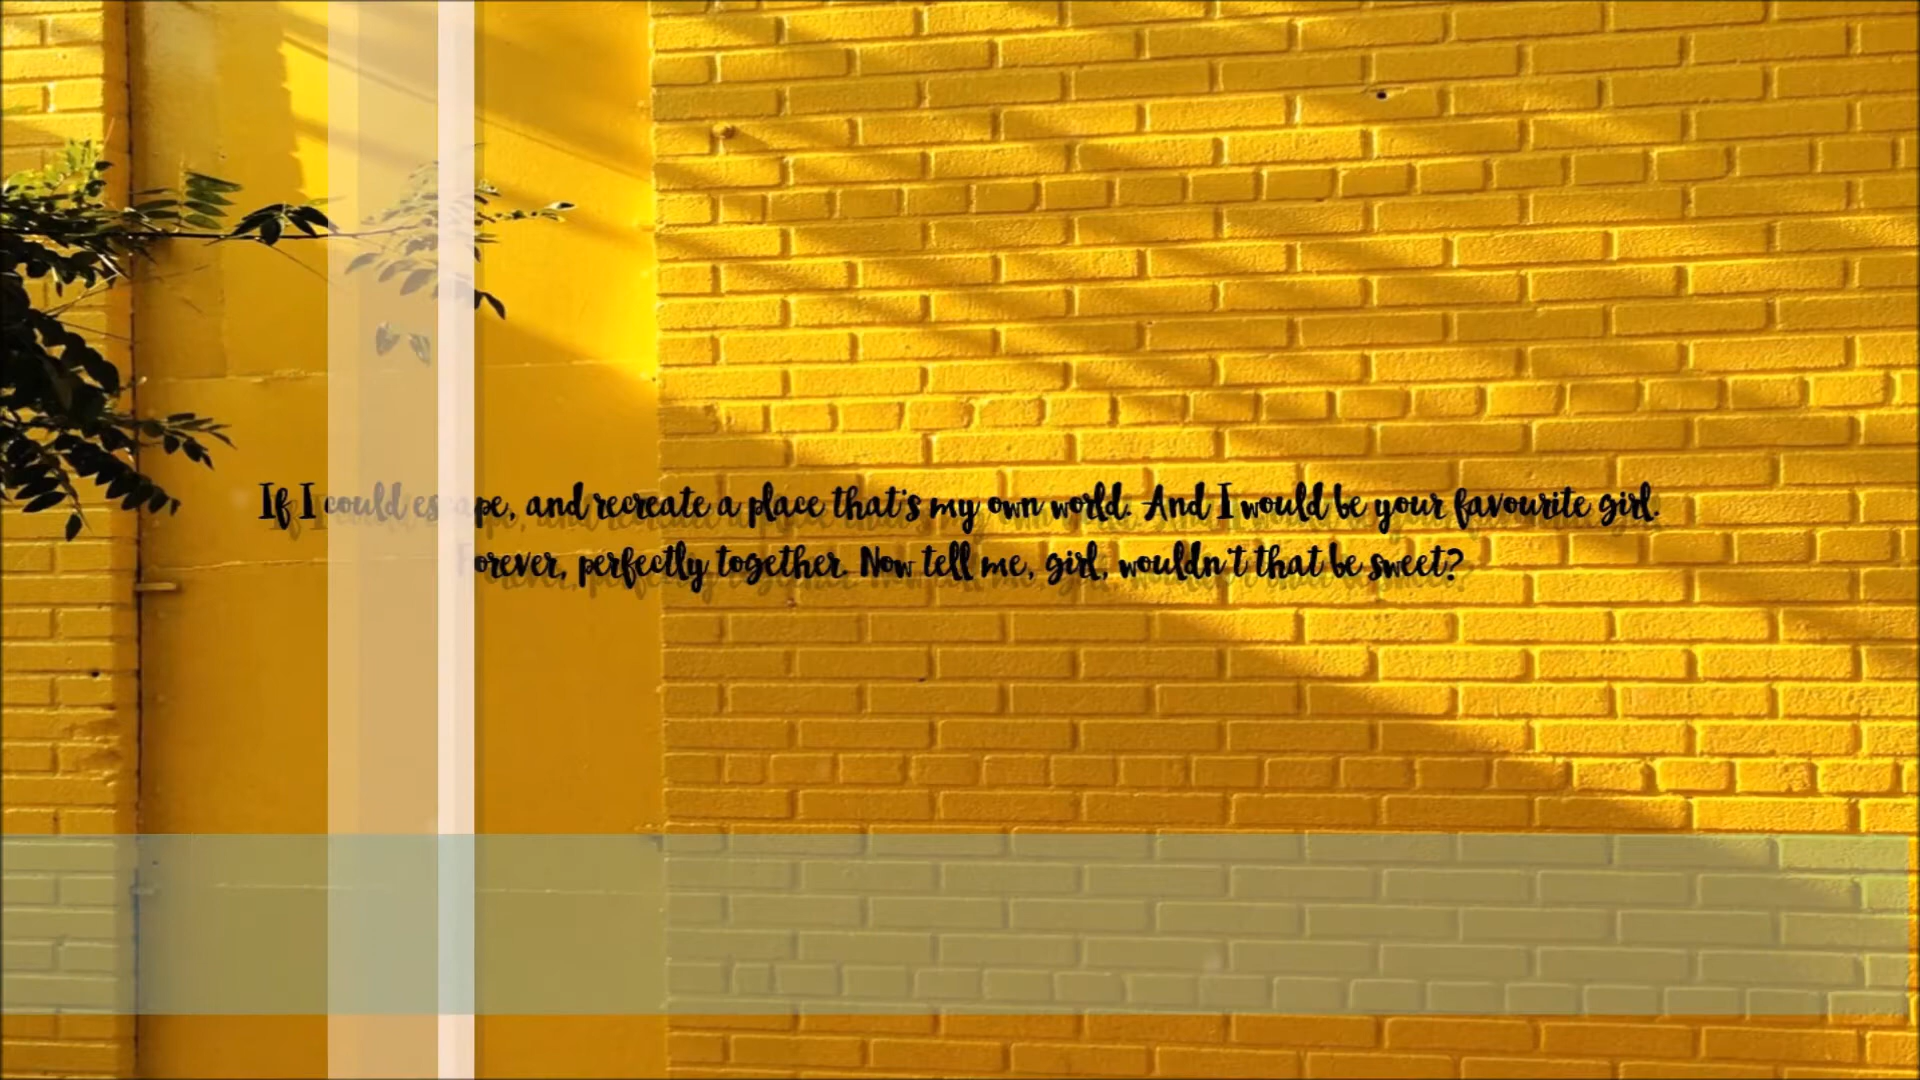 If I could escape, and recreate a place that's my own world. And I would be your favourite girl.
Forever, perfectly together. Now tell me, girl, wouldn't that be sweet?